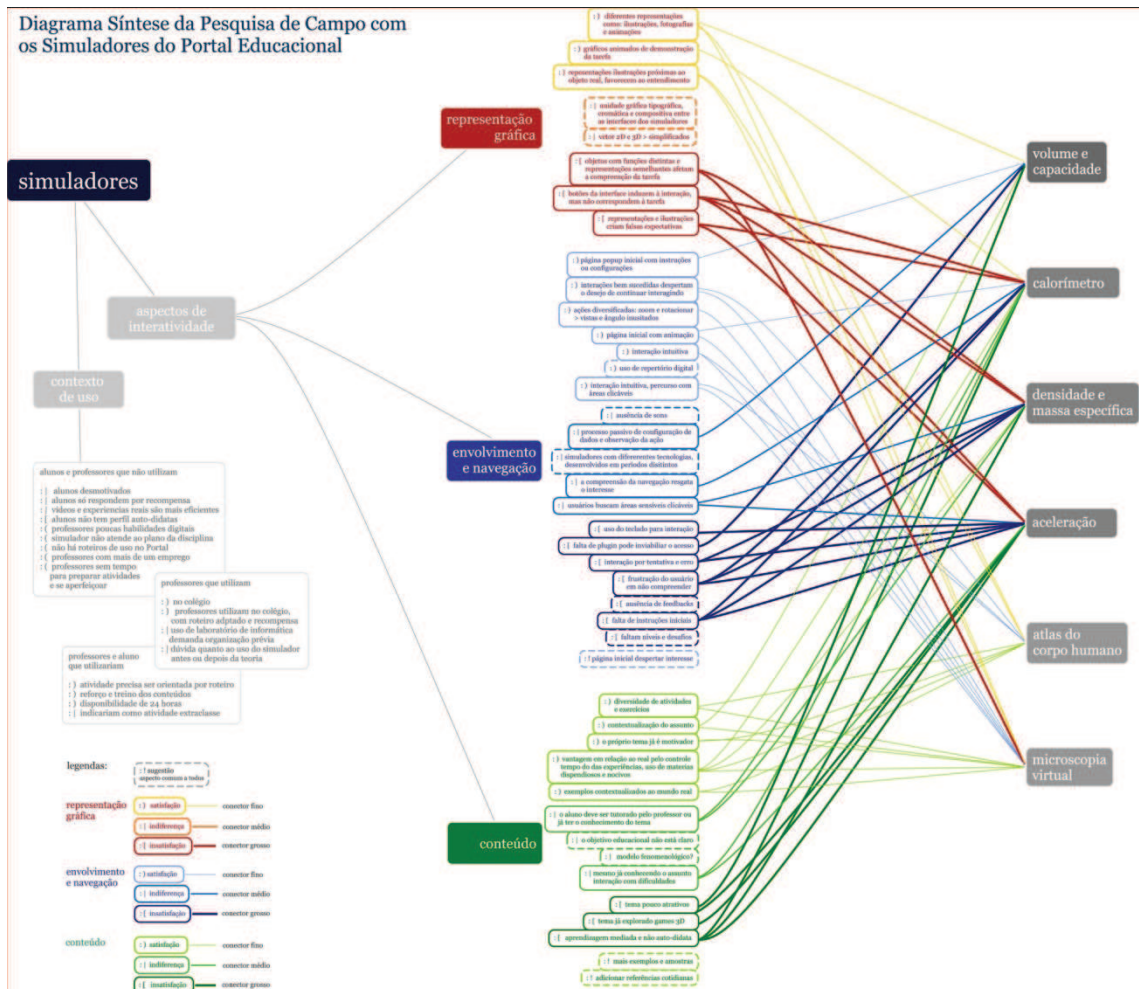 Diagrama Síntese da Pesquisa de Campo com
os Simuladores do Portal Educacional
simuladores
aspectos de
interatividade
contexto
de uso
alunos e professores que não utilizam
:| alunos desmotivados
:| alunos só respondem por recompensa
:| vídeos e experiencias reais são mais eficientes
:[ alunos não tem perfil auto-didatas
:( professores poucas habilidades digitais
:( simulador não atende ao plano da disciplina
:( não há roteiros de uso no Portal
:( professores com mais de um emprego
:( professores sem tempo
para preparar atividades
e se aperfeiçoar
professores que utilizam
:) no colégio
:) professores utilizam no colégio,
com roteiro adptado e recompensa
:| uso de laboratório de informática
demanda organização prévia
:| dúvida quanto ao uso do simulador
antes ou depois da teoria
professores e aluno
que utilizariam
:) atividade precisa ser orientada por roteiro
:) reforço e treino dos conteúdos
:) disponibilidade de 24 horas
:| indicariam como atividade extraclasse
legendas:
:! sugestão
aspecto comum a todos
representação
gráfica
:) satisfação
conector fino
:| indiferença
conector médio
:[ insatisfação
conector grosso
envolvimento
e navegação
:) satisfação
conector fino
:| indiferença
conector médio
:[ insatisfação
conector grosso
conteúdo
:) satisfação
conector fino
:| indiferença
conector médio
:[ insatisfação
conector grosso
representação
gráfica
:) diferentes representações
como: ilustrações, fotografias
e animações
:) gráficos animados de demonstração
da tarefa
:[ representações ilustrações próximas ao
objeto real, favorecem ao entendimento
:| unidade gráfica tipográfica,
cromática e compositiva entre
as interfaces dos simuladores
:| vetor 2D e 3D > simplificados
:[ objetos com funções distintas e
representações semelhantes afetam
a compreensão da tarefa
:[ botões da interface induzem à interação,
mas não correspondem à tarefa
:[ representações e ilustrações
criam falsas expectativas
envolvimento
e navegação
:) página popup inicial com instruções
ou configurações
:) interações bem sucedidas despertam
o desejo de continuar interagindo
:) ações diversificadas: zoom e rotacionar
> vistas e ângulo inusitados
:) página inicial com animação
:) interação intuitiva
:) uso de repertório digital
:) interação intuitiva, percurso com
áreas clicáveis
:| ausência de sons
:| processo passivo de configuração de
dados e observação da ação
:| simuladores com difererentes tecnologias,
desenvolvidos em períodos distintos
:| a compreensão da navegação resgata
o interesse
:| usuários buscam áreas sensíveis clicáveis
:[ uso do teclado para interação
:[ falta de plugin pode inviabiliar o acesso
:[ interação por tentativa e erro
:[ frustração do usuário
em não compreender
:[ ausência de feedbacks
:[ falta de instruções iniciais
:[ faltam níveis e desafios
:! página inicial despertar interesse
conteúdo
:) diversidade de atividades
e exercícios
:) contextualização do assunto
:) o próprio tema já é motivador
:) vantagem em relação ao real pelo controle
tempo do das experiências, uso de materias
dispendiosos e nocivos
:) exemplos contextualizados ao mundo real
:| o aluno deve ser tutorado pelo professor ou
já ter o conhecimento do tema
:| o objetivo educacional não está claro
:| modelo fenomenológico?
:| mesmo já conhecendo o assunto
interação com dificuldades
:[ tema pouco atrativos
:[ tema já explorado games 3D
:[ aprendizagem mediada e não auto-didata
:! mais exemplos e amostras
:! adicionar referências cotidianas
volume e
capacidade
calorímetro
densidade e
massa específica
aceleração
atlas do
corpo humano
microscopia
virtual